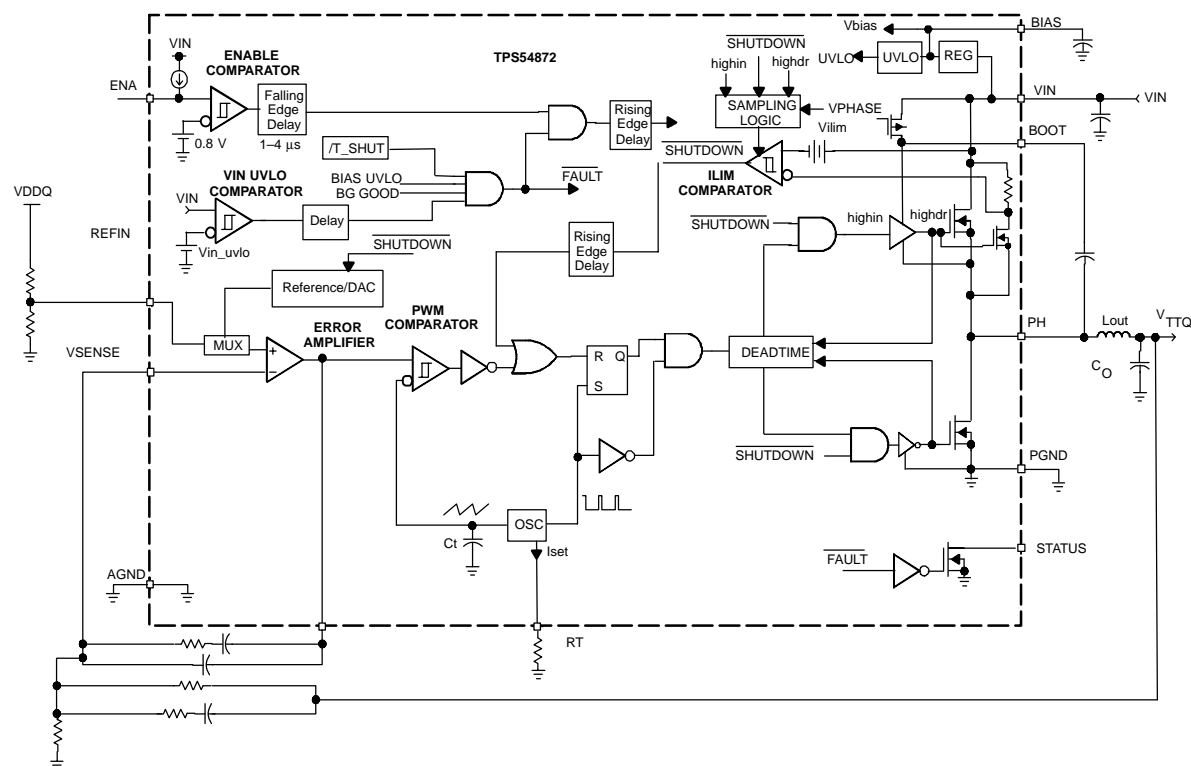 BIAS
Vbias
SHUTDOWN
VIN
ENABLE
COMPARATOR
TPS54872
highin
highdr
UVLO
UVLO
REG
ENA
Falling
Edge
Delay
SAMPLING
LOGIC
VPHASE
VIN
VIN
Rising
Edge
Delay
BOOT
0.8 V
1–4 μs
Vilim
/T_SHUT
SHUTDOWN
ILIM
COMPARATOR
FAULT
VIN UVLO
COMPARATOR
BIAS UVLO
BG GOOD
VDDQ
VIN
Delay
REFIN
Vin_uvlo
SHUTDOWN
SHUTDOWN
highin
highdr
Rising
Edge
Delay
Reference/DAC
PWM
COMPARATOR
ERROR
AMPLIFIER
MUX
VSENSE
+
−
R Q
S
DEADTIME
PH
Lout
VTTQ
CO
SHUTDOWN
PGND
OSC
Ct
Iset
FAULT
STATUS
AGND
RT